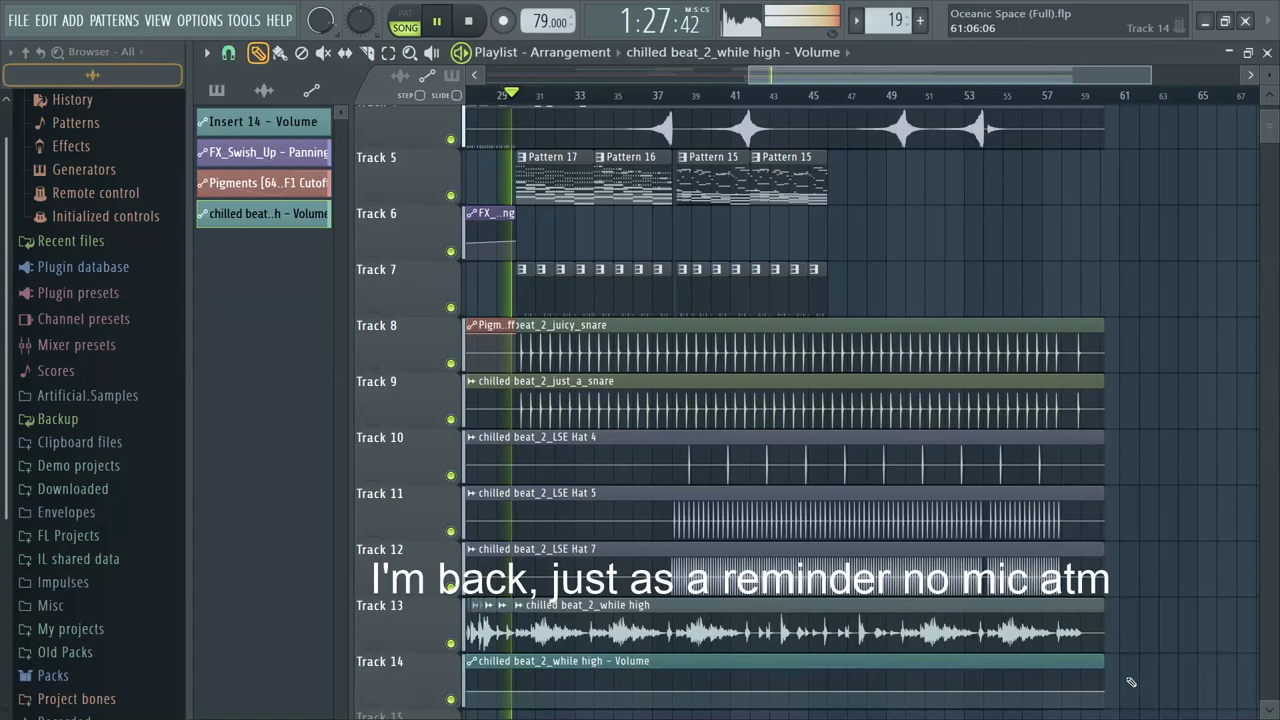 FILE EDIT ADD PATTERNS VIEW OPTIONS TOOLS HELP
PAT
SONG
79.000
1:27:42
19
Oceanic Space (Full).flp
61:06:06
Track 14
Browser - All
Playlist - Arrangement
chilled beat_2_while high - Volume
STEP
SLIDE
29 33 35 37 39 41 43 45 47 49 51 53 55 57 59 61 63 65 67
History
Patterns
Effects
Generators
Remote control
Initialized controls
Recent files
Plugin database
Plugin presets
Channel presets
Mixer presets
Scores
Artificial.Samples
Backup
Clipboard files
Demo projects
Downloaded
Envelopes
FL Projects
IL shared data
Impulses
Misc
My projects
Old Packs
Packs
Project bones
Insert 14 - Volume
FX_Swish_Up - Panning
Pigments [64..F1 Cutof
chilled beat..h - Volume
Track 5
Pattern 17
Pattern 16
Pattern 15
Pattern 15
Track 6
FX_..ng
Track 7
Track 8
Pigm..ff
beat_2_juicy_snare
Track 9
chilled beat_2_just_a_snare
Track 10
chilled beat_2_LSE Hat 4
Track 11
chilled beat_2_LSE Hat 5
Track 12
chilled beat_2_LSE Hat 7
I'm back, just as a reminder no mic atm
Track 13
chilled beat_2_while high
Track 14
chilled beat_2_while high - Volume
Track 15